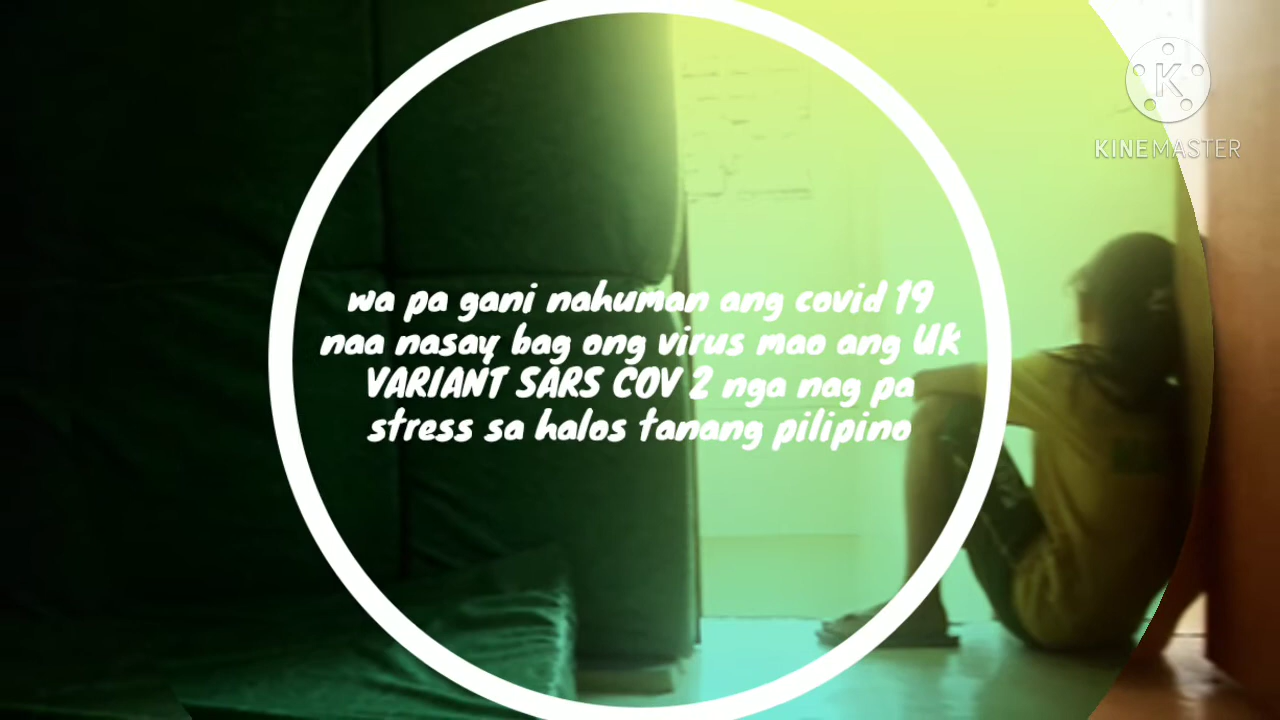 KINEMASTER
wa pa gani nahuman ang covid 19
naa nasay bag ong virus mao ang UK
VARIANT SARS COV 2 nga nag pa
stress sa halos tanang pilipino